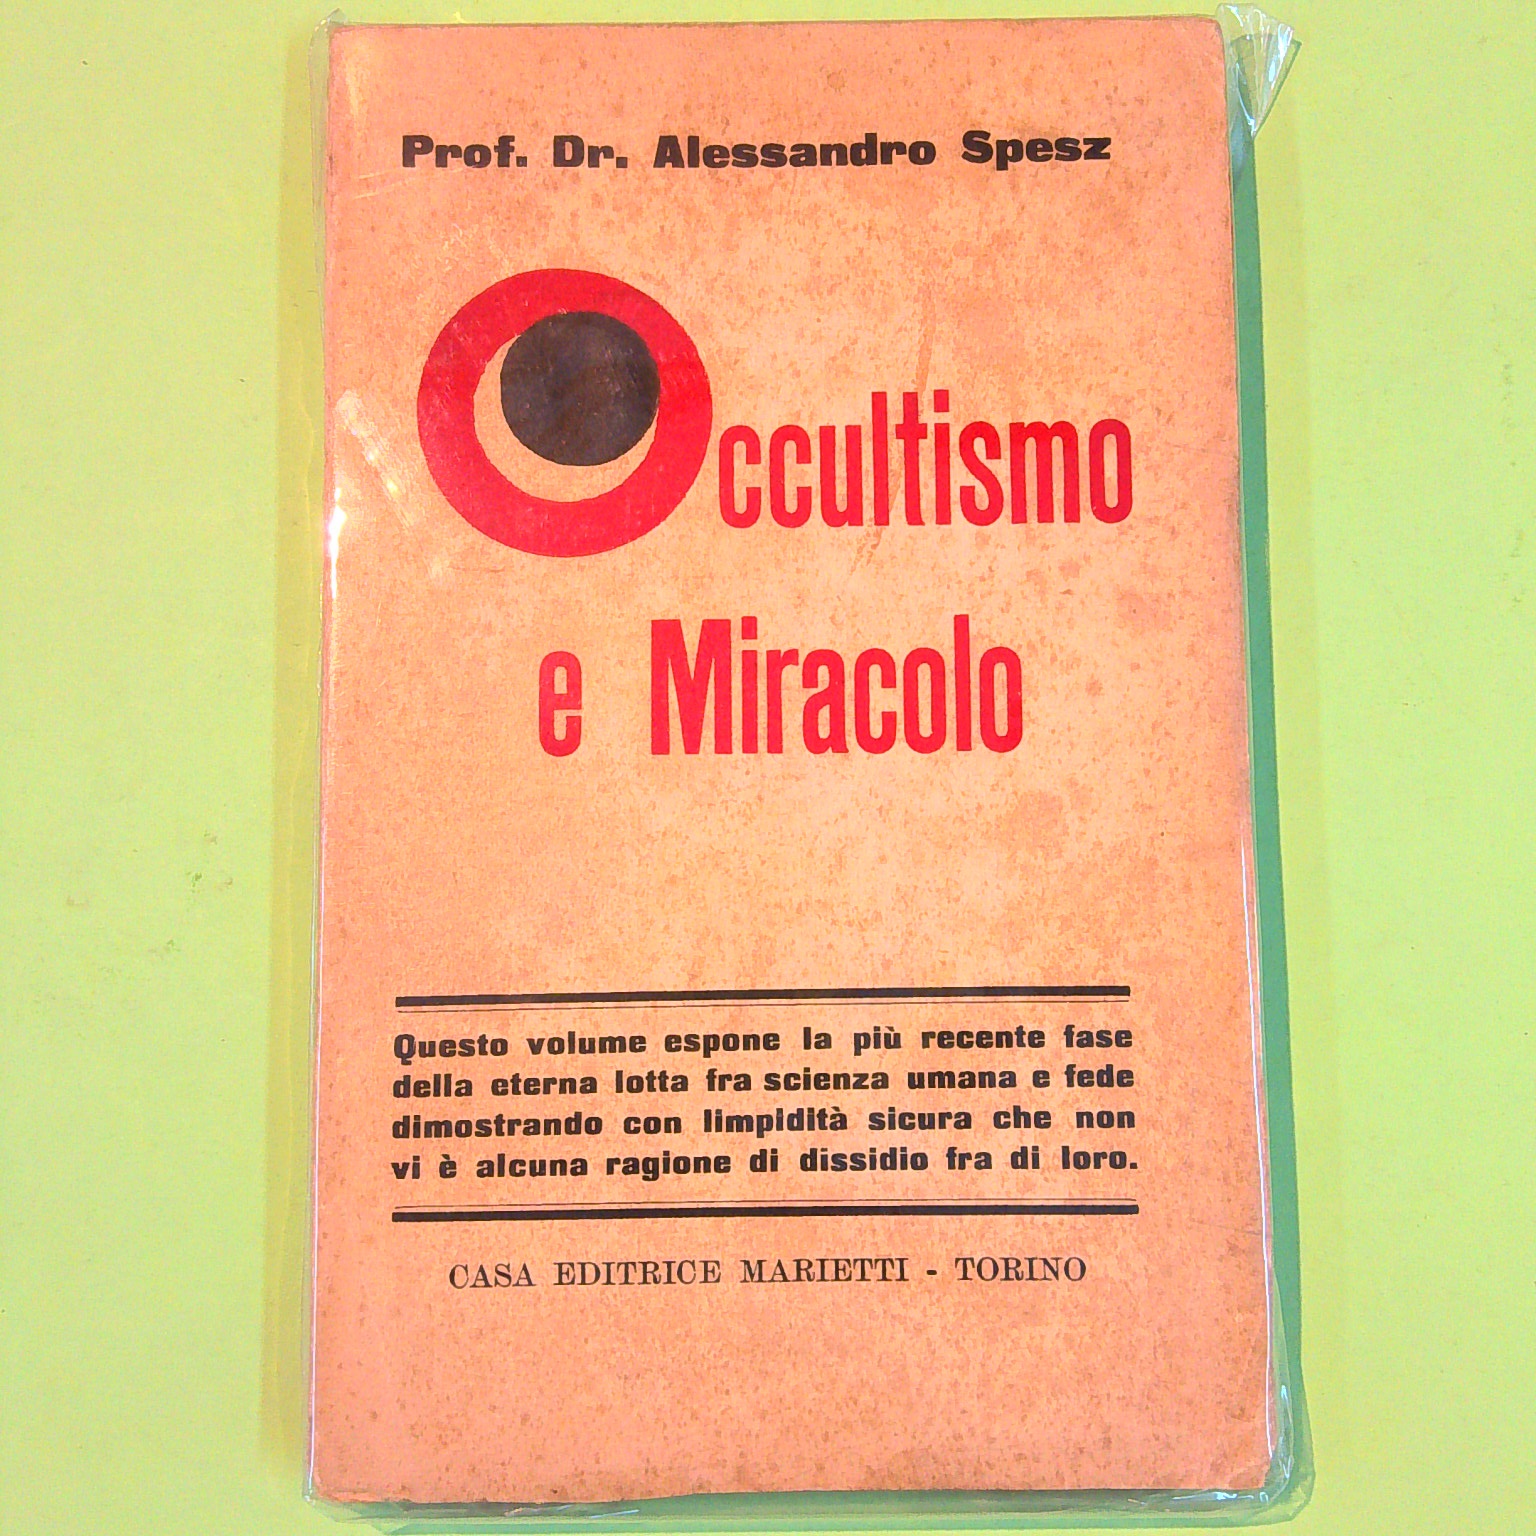 Prof. Dr. Alessandro Spesz
Occultismo
e Miracolo
Questo volume espone la più recente fase
della eterna lotta fra scienza umana e fede
dimostrando con limpidità sicura che non
vi è alcuna ragione di dissidio fra di loro.
CASA EDITRICE MARIETTI - TORINO